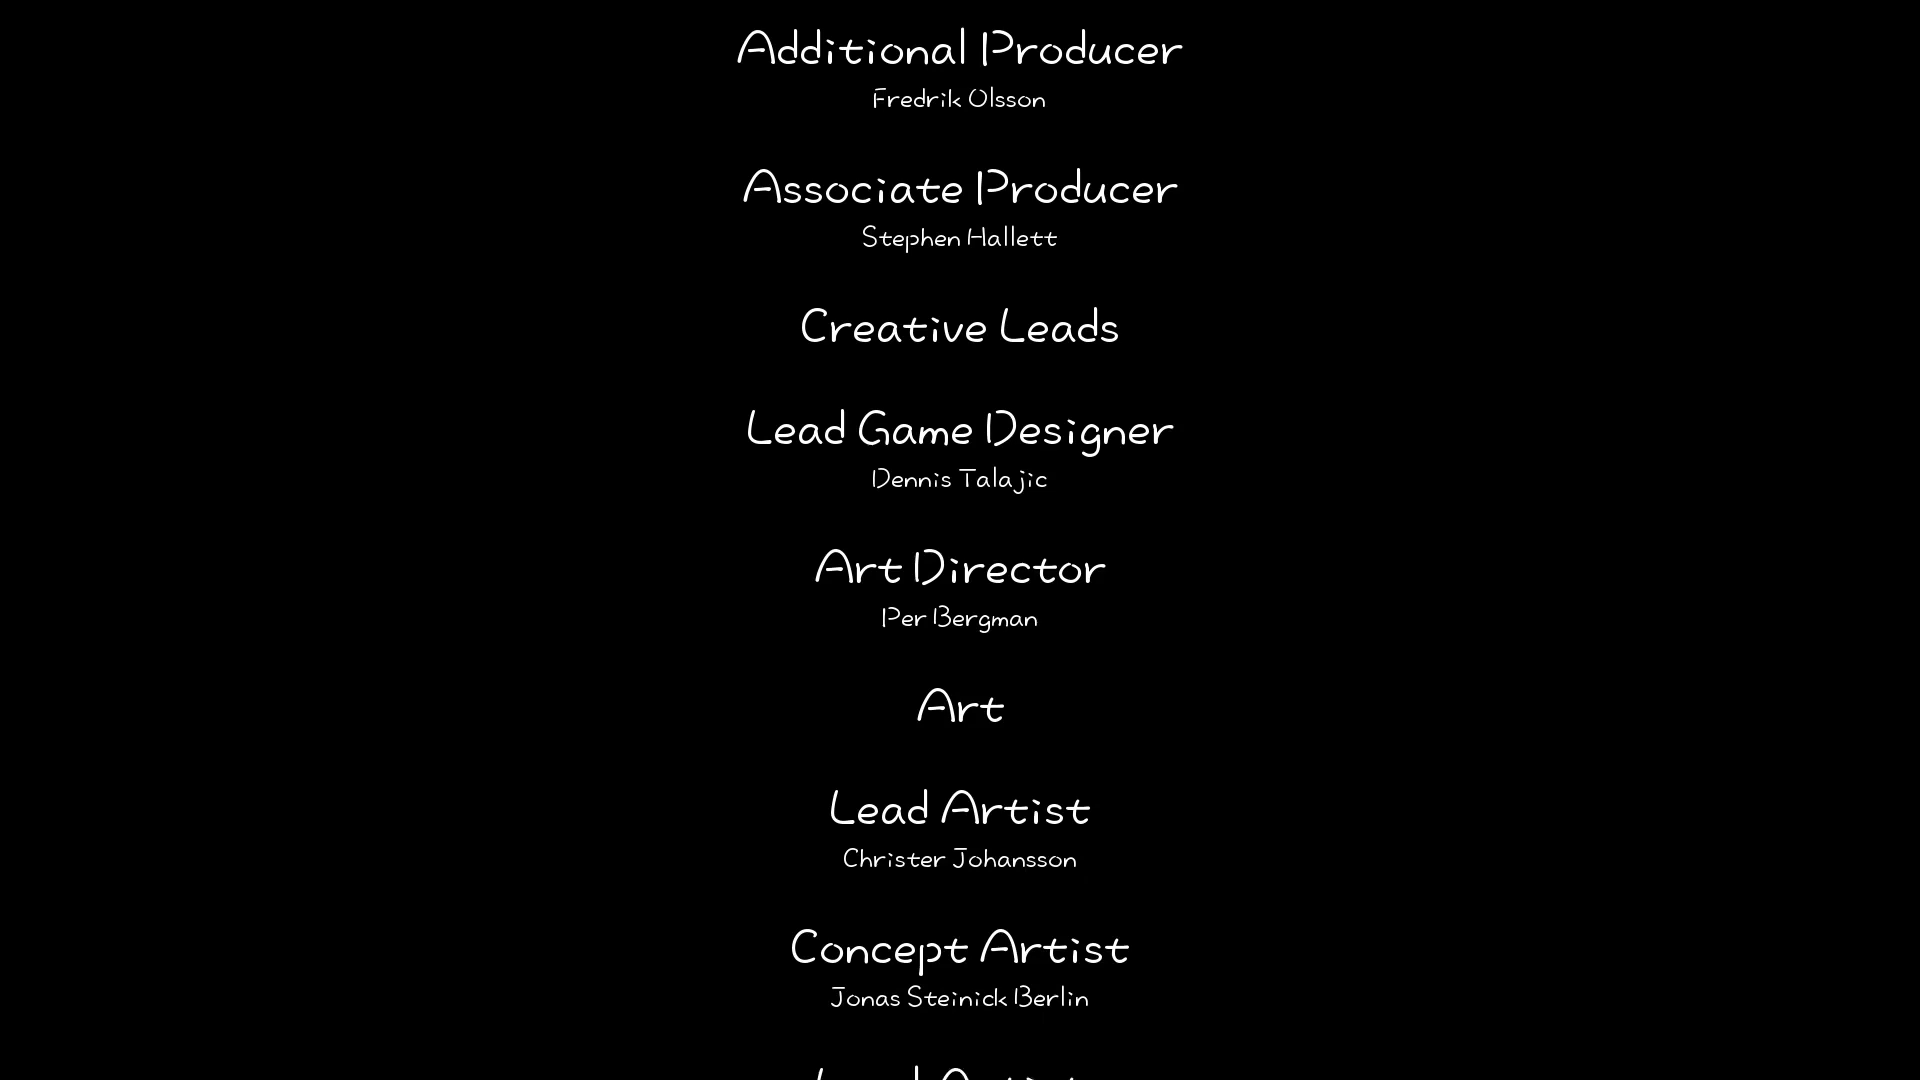 Additional Producer
Fredrik Olsson
Associate Producer
Stephen Hallett
Creative Leads
Lead Game Designer
Dennis Talajic
Art Director
Per Bergman
Art
Lead Artist
Christer Johansson
Concept Artist
Jonas Steinick Berlin